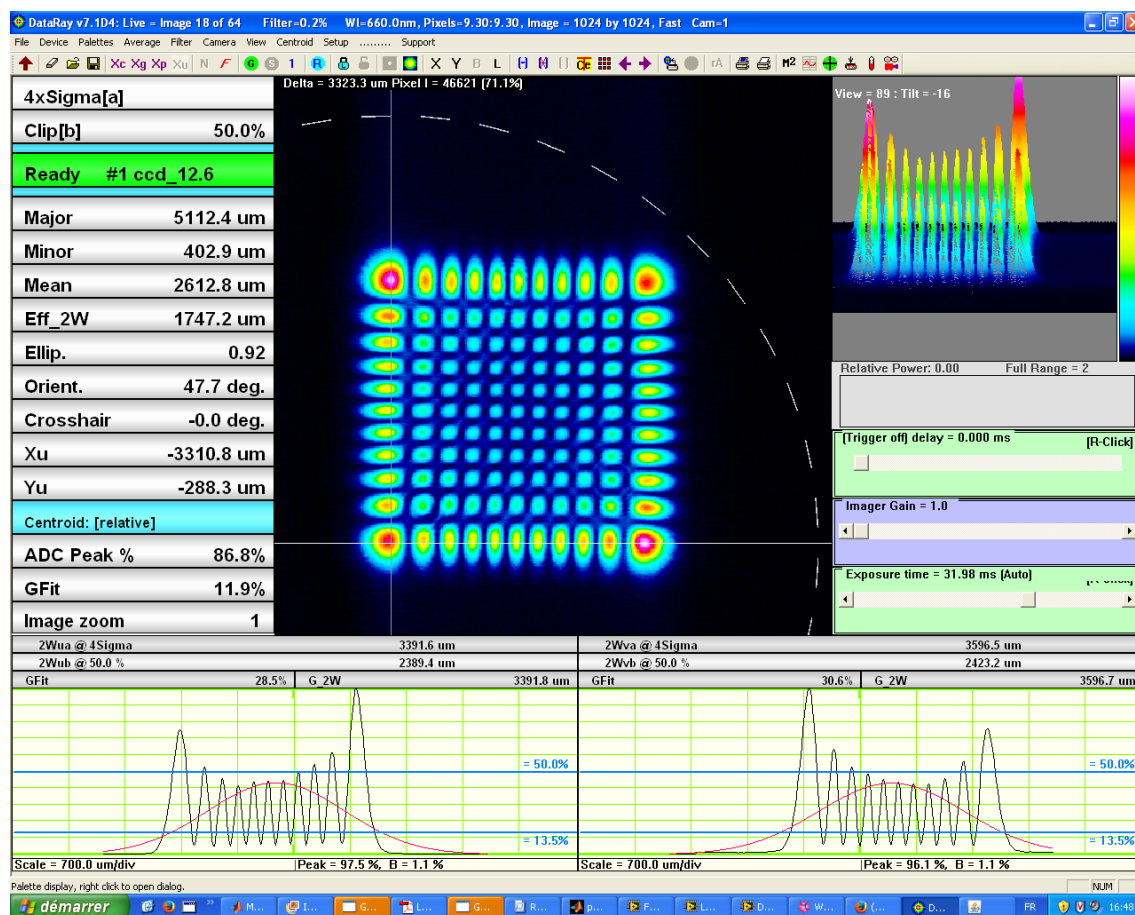 DataRay v7.1D4: Live = Image 18 of 64 Filter=0.2% Wl=660.0nm, Pixels=9.30:9.30, Image = 1024 by 1024, Fast Cam=1
File Device Palettes Average Filter Camera View Centroid Setup ......... Support
Xc Xg Xp Xu N F G S 1 R X Y B L rA M²
4xSigma[a]
Clip[b] 50.0%
Ready #1 ccd_12.6
Major 5112.4 um
Minor 402.9 um
Mean 2612.8 um
Eff_2W 1747.2 um
Ellip. 0.92
Orient. 47.7 deg.
Crosshair -0.0 deg.
Xu -3310.8 um
Yu -288.3 um
Centroid: [relative]
ADC Peak % 86.8%
GFit 11.9%
Image zoom 1
Delta = 3323.3 um Pixel I = 46621 (71.1%)
View = 89 : Tilt = -16
Relative Power: 0.00 Full Range = 2
(Trigger off) delay = 0.000 ms [R-Click]
Imager Gain = 1.0
Exposure time = 31.98 ms (Auto)
2Wua @ 4Sigma 3391.6 um
2Wub @ 50.0 % 2389.4 um
GFit 28.5% G_2W 3391.8 um
= 50.0%
= 13.5%
Scale = 700.0 um/div Peak = 97.5 %, B = 1.1 %
2Wva @ 4Sigma 3596.5 um
2Wvb @ 50.0 % 2423.2 um
GFit 30.6% G_2W 3596.7 um
= 50.0%
= 13.5%
Scale = 700.0 um/div Peak = 96.1 %, B = 1.1 %
Palette display, right click to open dialog. NUM
démarrer M... I... G... L... G... R... p... F... L... D... W... (... D... FR 16:48